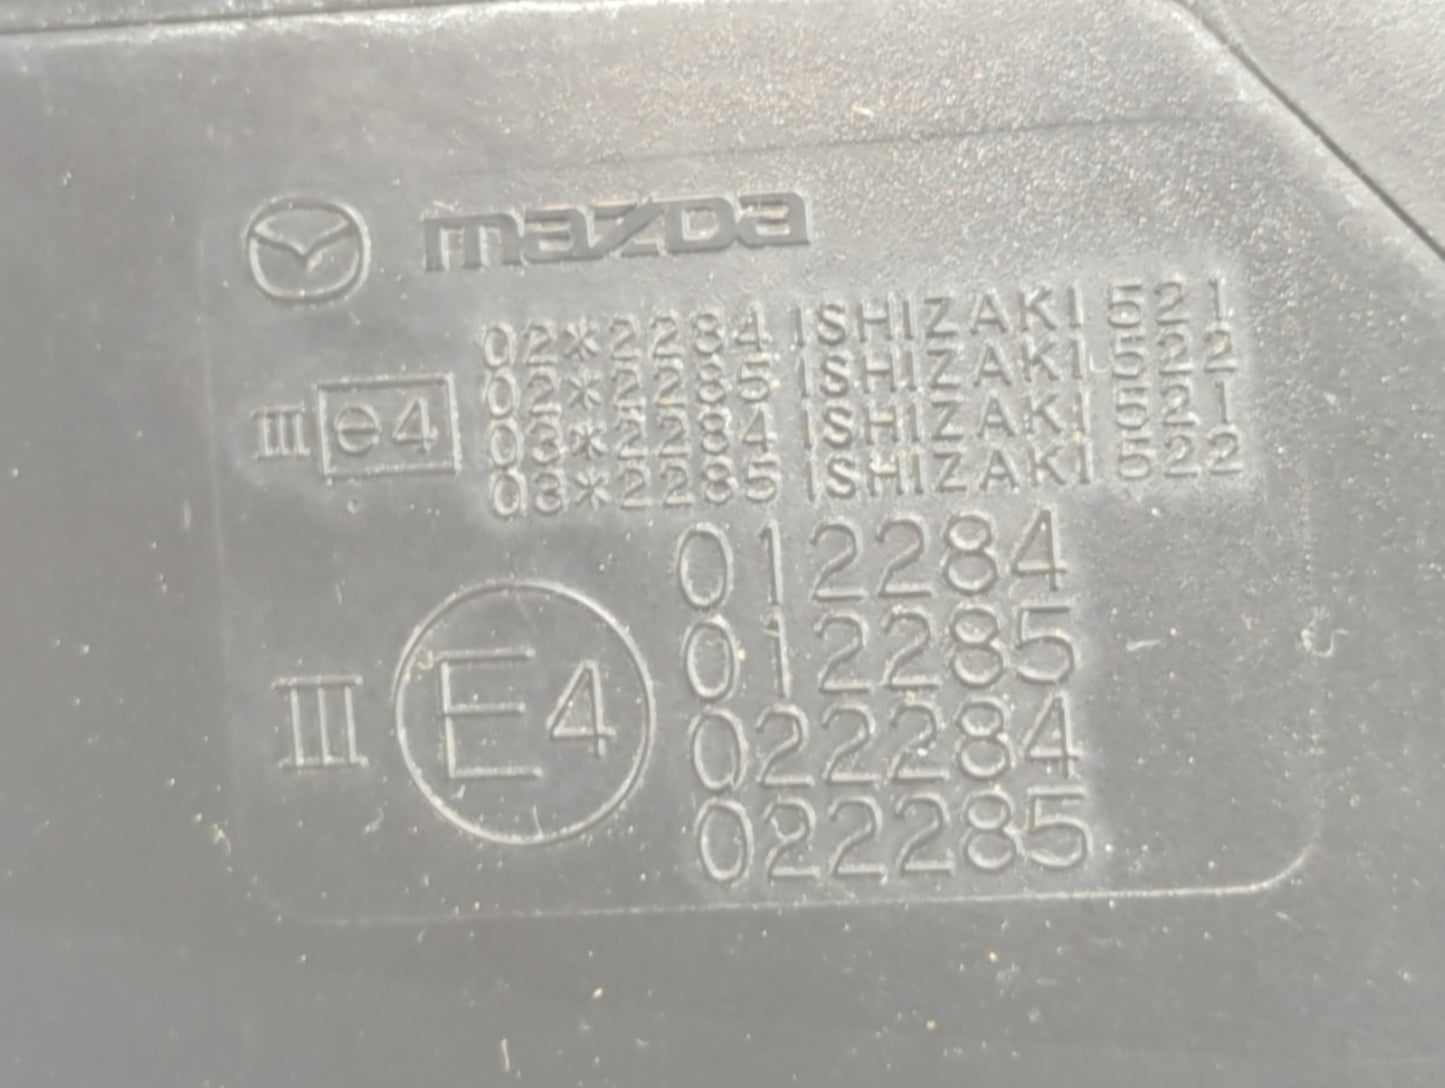 mazda
02*2284 ISHIZAKI 521
02*2285 ISHIZAKI 522
III e4
03*2284 ISHIZAKI 521
03*2285 ISHIZAKI 522
012284
012285
III E4
022284
022285